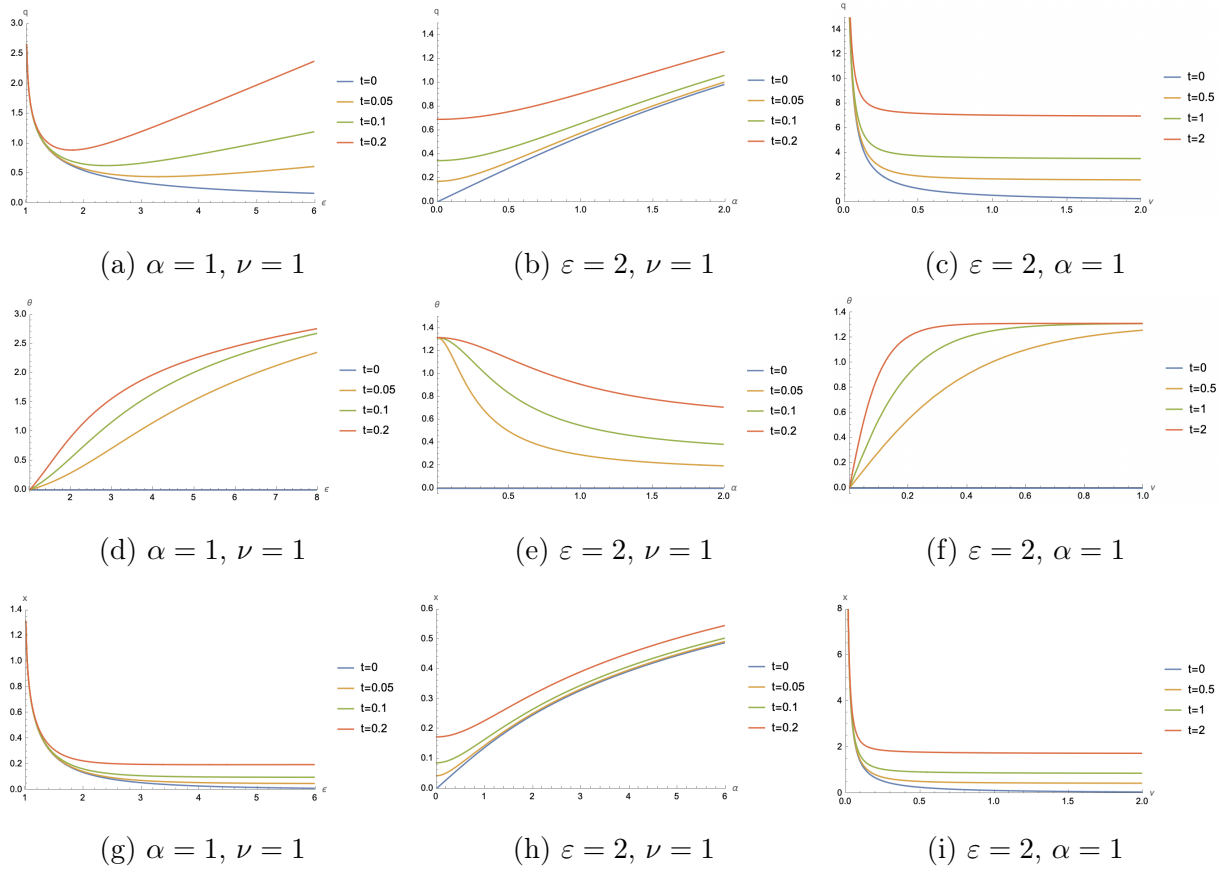 q
3.0
2.5
2.0
1.5
1.0
0.5
0.0
1 2 3 4 5 6
ϵ
t=0
t=0.05
t=0.1
t=0.2
q
1.4
1.2
1.0
0.8
0.6
0.4
0.2
0.0
0.0 0.5 1.0 1.5 2.0
α
t=0
t=0.05
t=0.1
t=0.2
q
14
12
10
8
6
4
2
0
0.0 0.5 1.0 1.5 2.0
ν
t=0
t=0.5
t=1
t=2
(a) α = 1, ν = 1
(b) ε = 2, ν = 1
(c) ε = 2, α = 1
θ
3.0
2.5
2.0
1.5
1.0
0.5
0.0
2 3 4 5 6 7 8
ϵ
t=0
t=0.05
t=0.1
t=0.2
θ
1.4
1.2
1.0
0.8
0.6
0.4
0.2
0.0
0.5 1.0 1.5 2.0
α
t=0
t=0.05
t=0.1
t=0.2
θ
1.4
1.2
1.0
0.8
0.6
0.4
0.2
0.0
0.2 0.4 0.6 0.8 1.0
ν
t=0
t=0.5
t=1
t=2
(d) α = 1, ν = 1
(e) ε = 2, ν = 1
(f) ε = 2, α = 1
x
1.4
1.2
1.0
0.8
0.6
0.4
0.2
0.0
1 2 3 4 5 6
ϵ
t=0
t=0.05
t=0.1
t=0.2
x
0.6
0.5
0.4
0.3
0.2
0.1
0.0
0 1 2 3 4 5 6
α
t=0
t=0.05
t=0.1
t=0.2
x
8
6
4
2
0
0.0 0.5 1.0 1.5 2.0
ν
t=0
t=0.5
t=1
t=2
(g) α = 1, ν = 1
(h) ε = 2, ν = 1
(i) ε = 2, α = 1